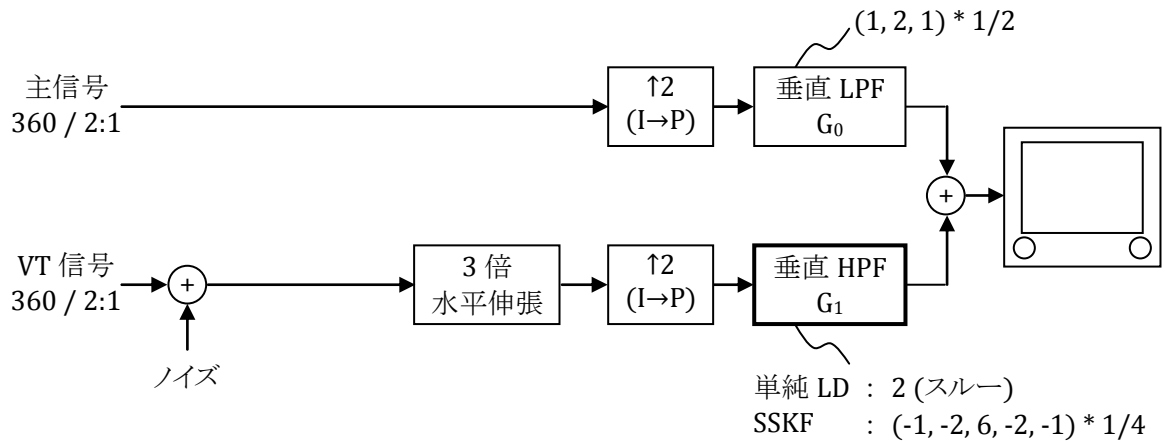 (1, 2, 1) * 1/2
主信号
360 / 2:1
↑2
(I→P)
垂直 LPF
G₀
+
VT 信号
360 / 2:1
+
ノイズ
3 倍
水平伸張
↑2
(I→P)
垂直 HPF
G₁
単純 LD : 2 (スルー)
SSKF : (-1, -2, 6, -2, -1) * 1/4